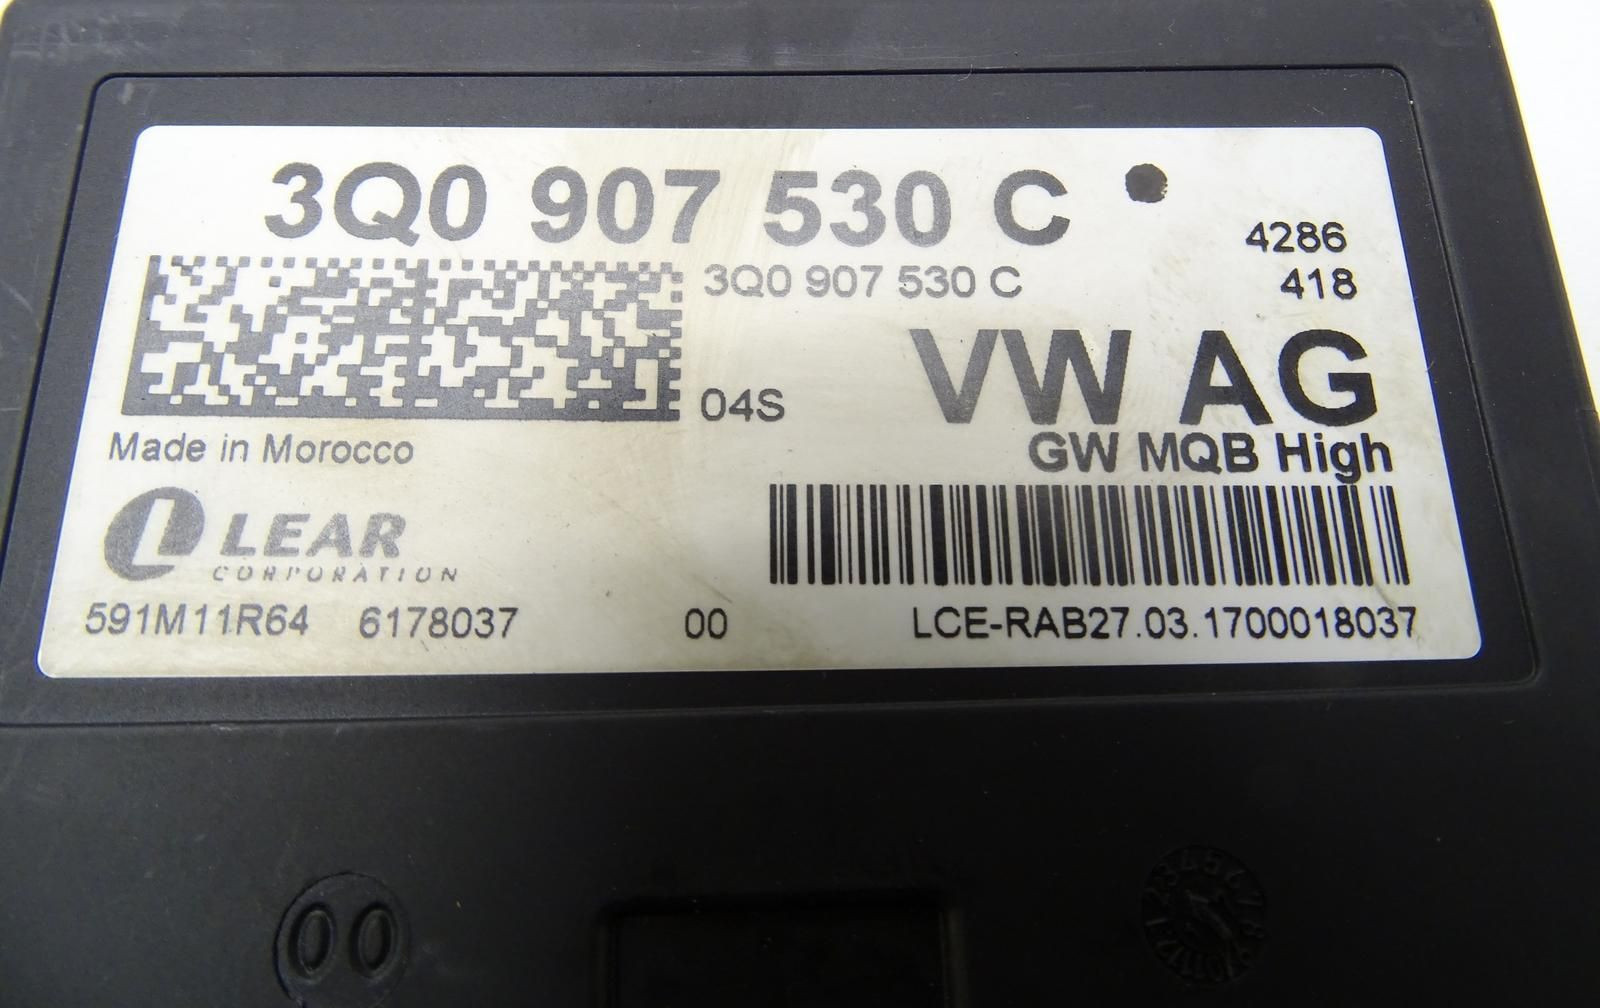 3Q0 907 530 C
4286
3Q0 907 530 C
418
VW AG
04S
GW MQB High
Made in Morocco
LEAR
CORPORATION
591M11R64 6178037 00 LCE-RAB27.03.1700018037
00